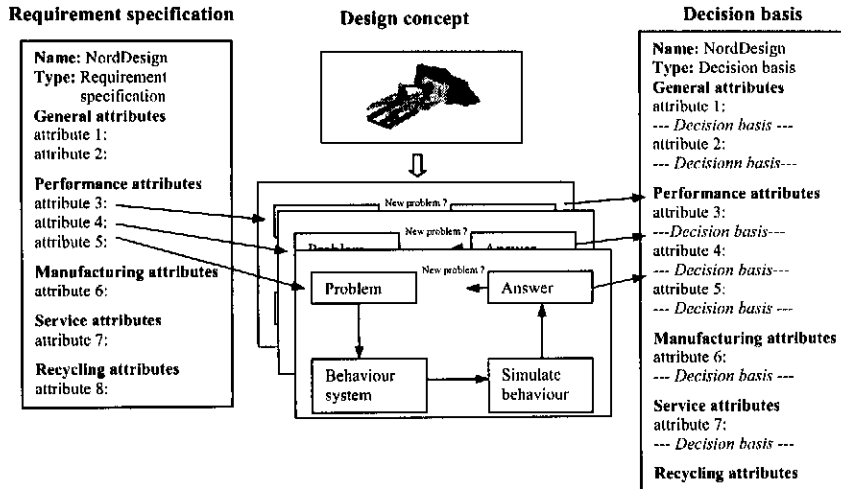 Requirement specification
Name: NordDesign
Type: Requirement
specification
General attributes
attribute 1:
attribute 2:
Performance attributes
attribute 3:
attribute 4:
attribute 5:
Manufacturing attributes
attribute 6:
Service attributes
attribute 7:
Recycling attributes
attribute 8:
Design concept
New problem ?
New problem ?
Problem
Answer
New problem ?
Problem
Answer
Behaviour
system
Simulate
behaviour
Decision basis
Name: NordDesign
Type: Decision basis
General attributes
attribute 1:
--- Decision basis ---
attribute 2:
--- Decisionn basis---
Performance attributes
attribute 3:
---Decision basis---
attribute 4:
--- Decision basis---
attribute 5:
--- Decision basis ---
Manufacturing attributes
attribute 6:
--- Decision basis ---
Service attributes
attribute 7:
--- Decision basis ---
Recycling attributes